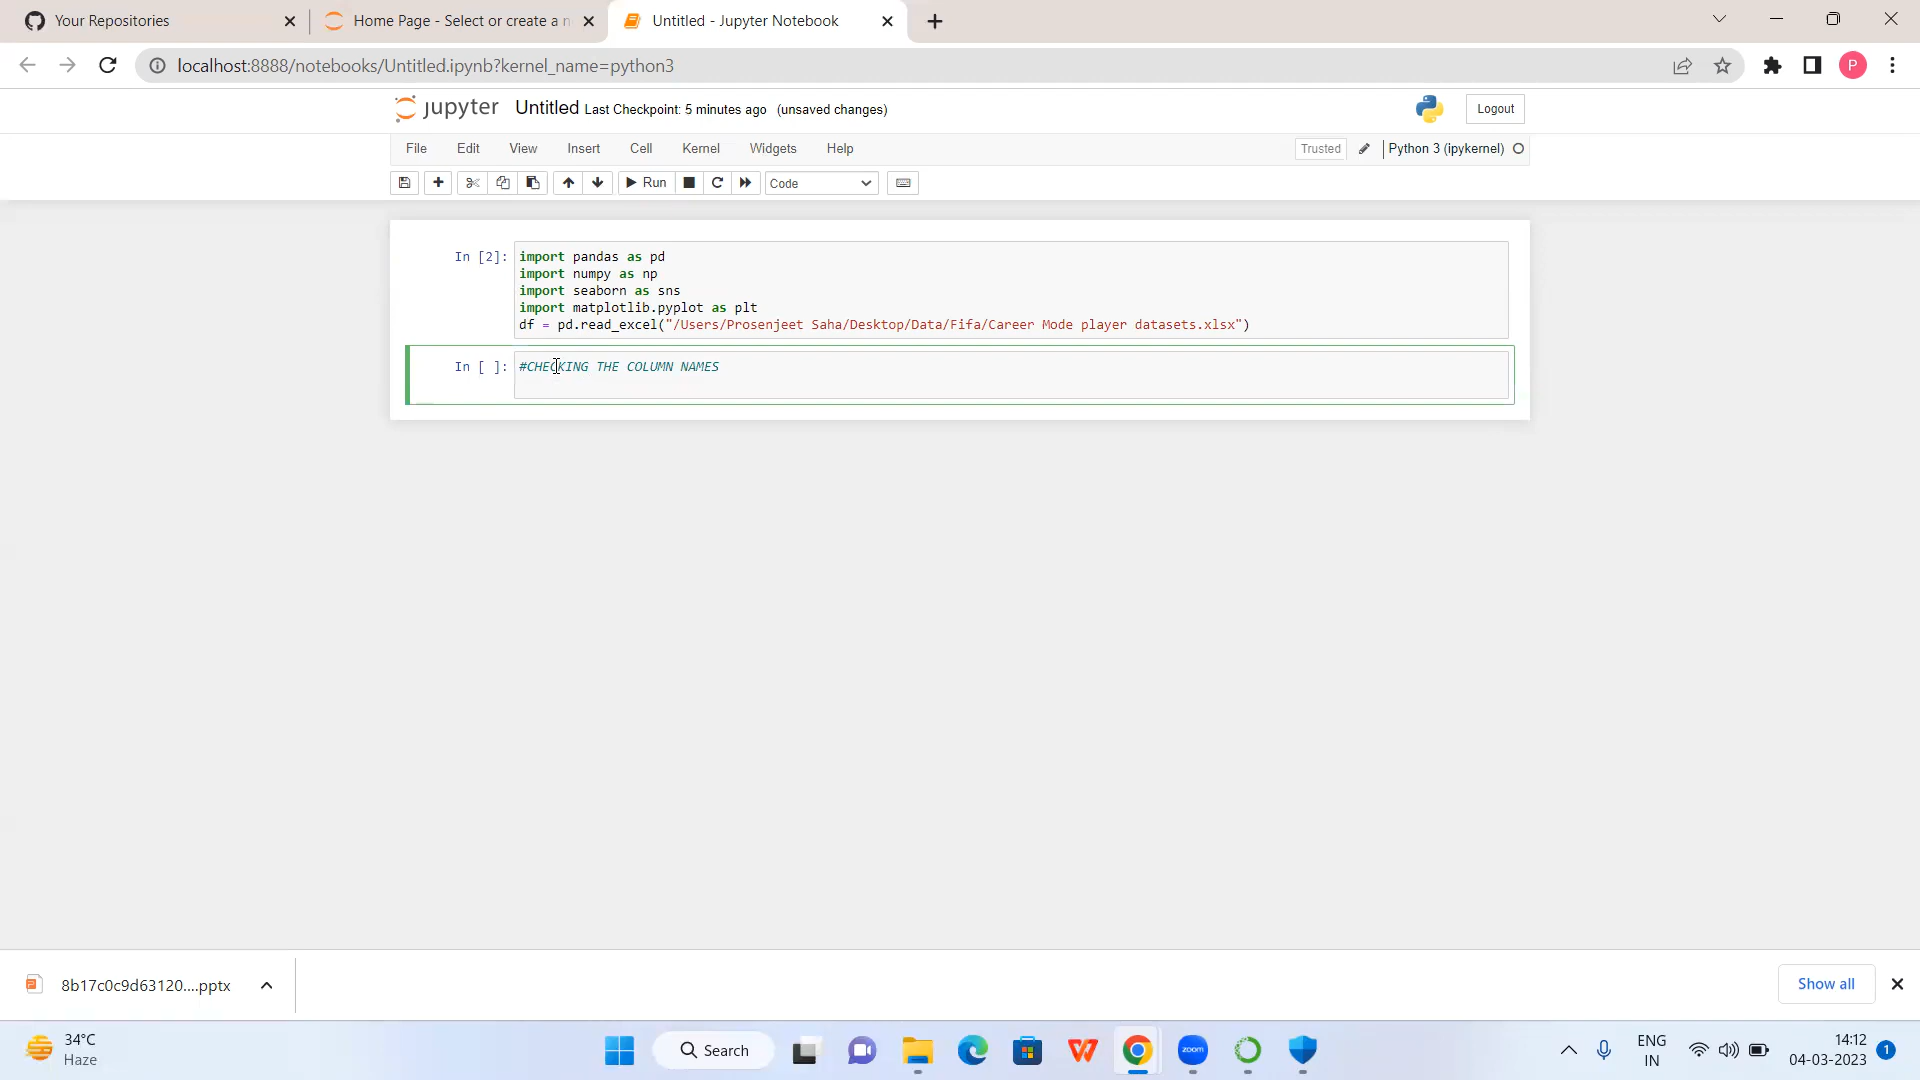 Your Repositories
Home Page - Select or create a n
Untitled - Jupyter Notebook
localhost:8888/notebooks/Untitled.ipynb?kernel_name=python3
P
jupyter Untitled Last Checkpoint: 5 minutes ago (unsaved changes)
Logout
File Edit View Insert Cell Kernel Widgets Help
Trusted Python 3 (ipykernel)
Run Code
In [2]: import pandas as pd
import numpy as np
import seaborn as sns
import matplotlib.pyplot as plt
df = pd.read_excel("/Users/Prosenjeet Saha/Desktop/Data/Fifa/Career Mode player datasets.xlsx")
In [ ]: #CHECKING THE COLUMN NAMES
8b17c0c9d63120....pptx
Show all
34°C
Haze
Search
W
zoom
ENG
IN
14:12
04-03-2023
1